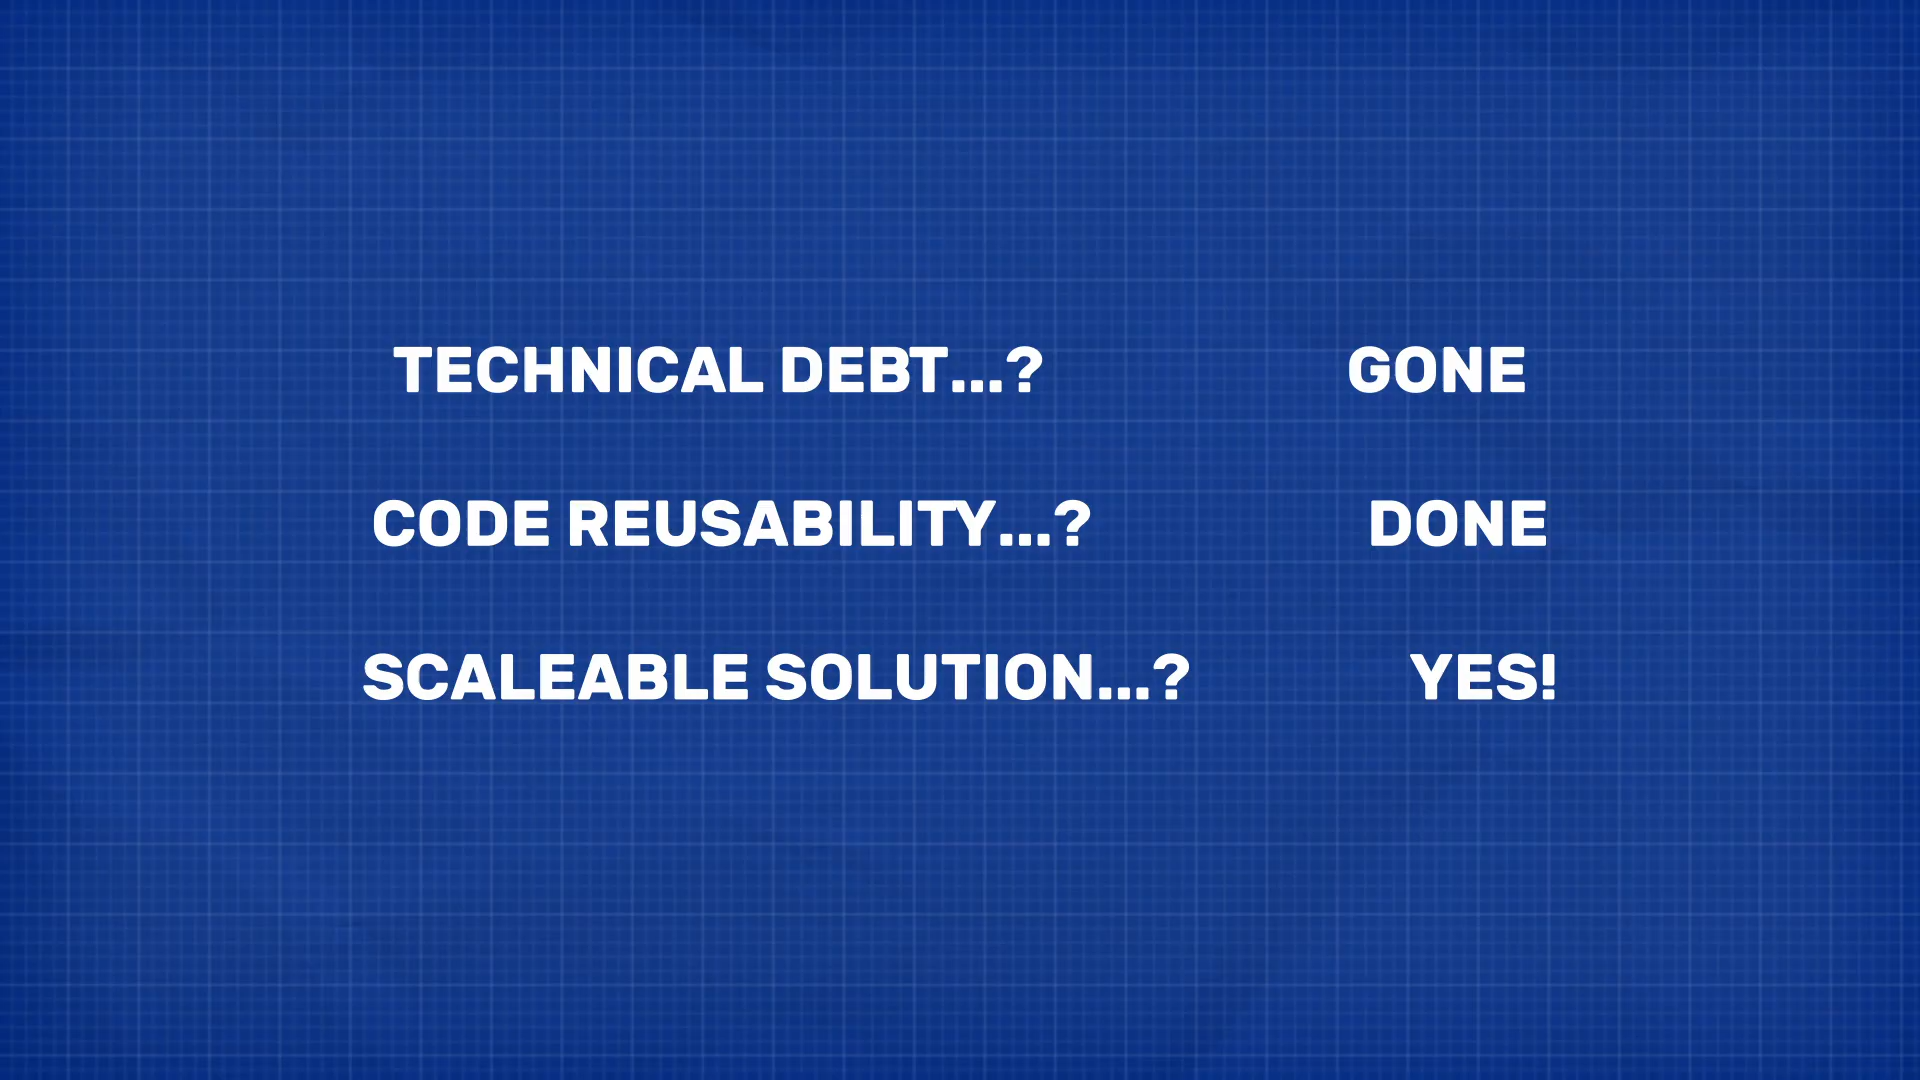 TECHNICAL DEBT...? GONE
CODE REUSABILITY...? DONE
SCALEABLE SOLUTION...? YES!